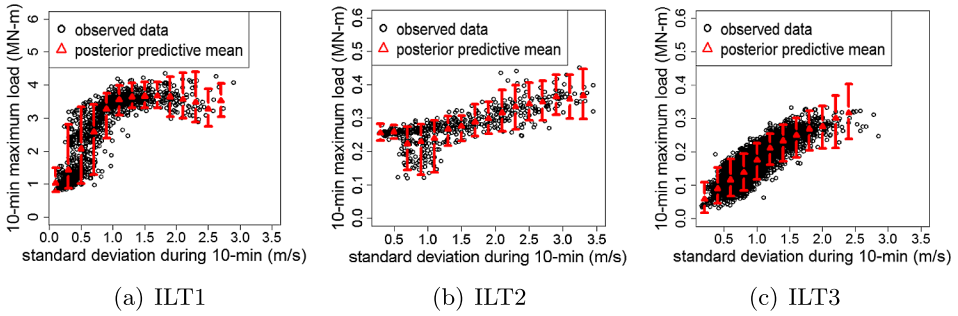 observed data
posterior predictive mean
10-min maximum load (MN-m)
0 1 2 3 4 5 6
0.0 0.5 1.0 1.5 2.0 2.5 3.0 3.5
standard deviation during 10-min (m/s)
(a) ILT1
observed data
posterior predictive mean
10-min maximum load (MN-m)
0.0 0.1 0.2 0.3 0.4 0.5 0.6
0.5 1.0 1.5 2.0 2.5 3.0 3.5
standard deviation during 10-min (m/s)
(b) ILT2
observed data
posterior predictive mean
10-min maximum load (MN-m)
0.0 0.1 0.2 0.3 0.4 0.5 0.6
0.5 1.0 1.5 2.0 2.5 3.0 3.5
standard deviation during 10-min (m/s)
(c) ILT3